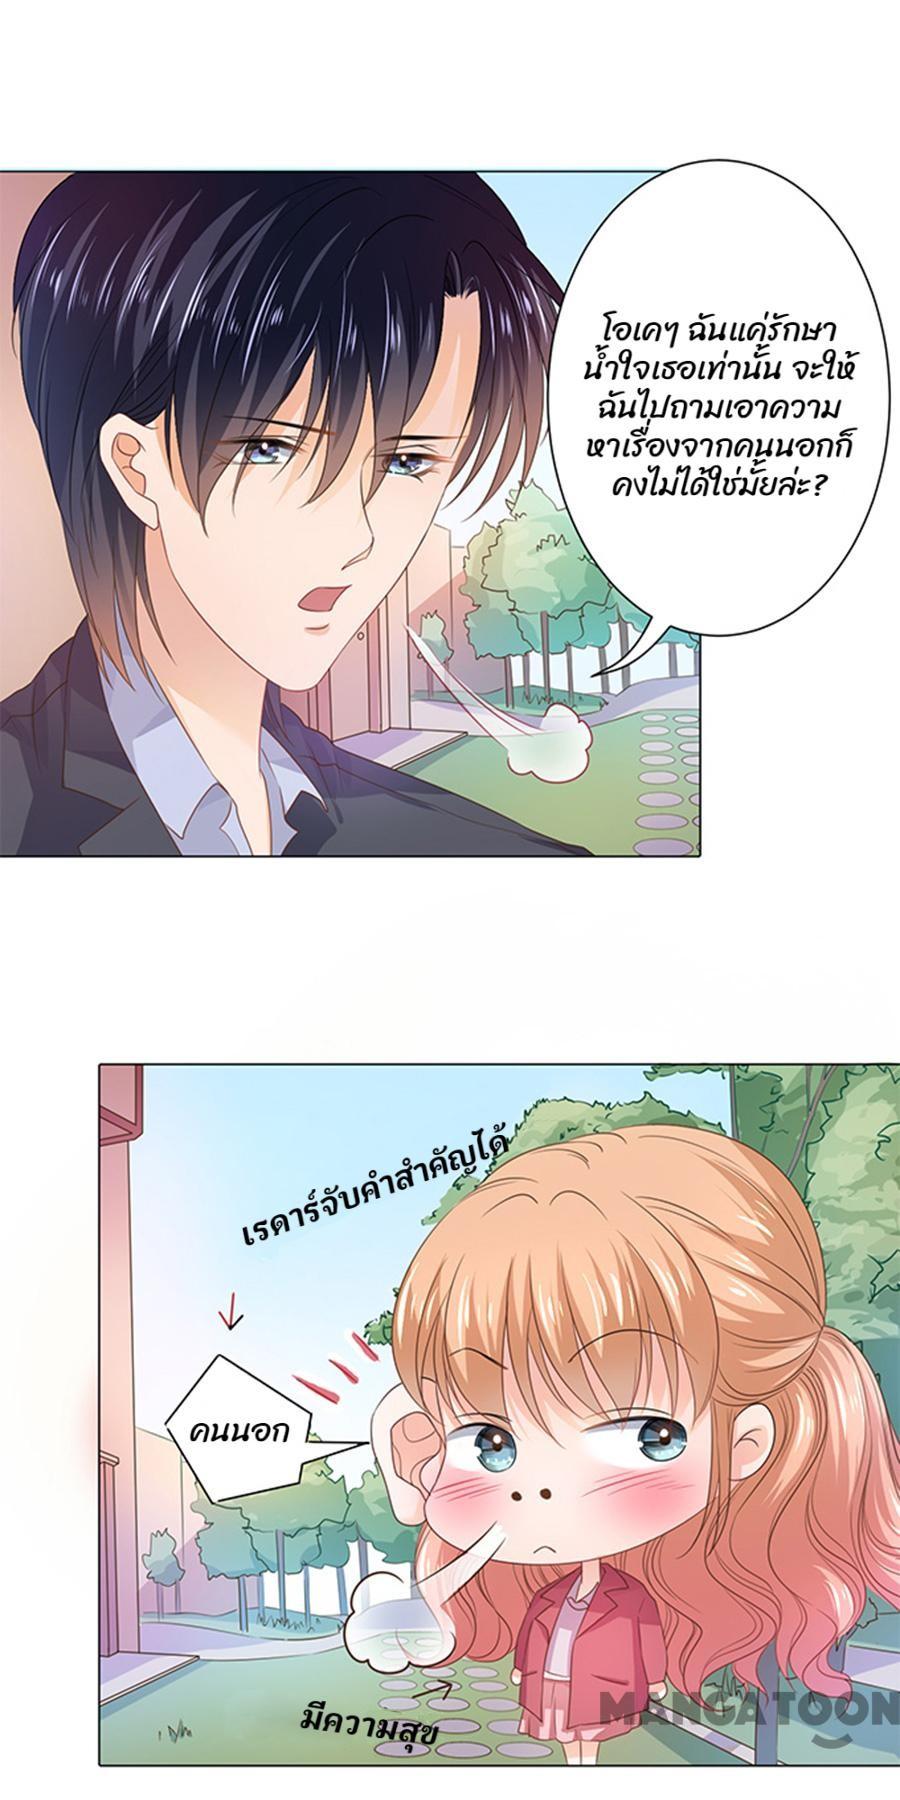 โอเคๆ ฉันแค่รักษา
น้ำใจเธอเท่านั้น จะให้
ฉันไปถามเอาความ
หาเรื่องจากคนนอกก็
คงไม่ได้ใช่มั้ยล่ะ?
เรดาร์จับคำสำคัญได้
คนนอก
มีความสุข
MANGATOON